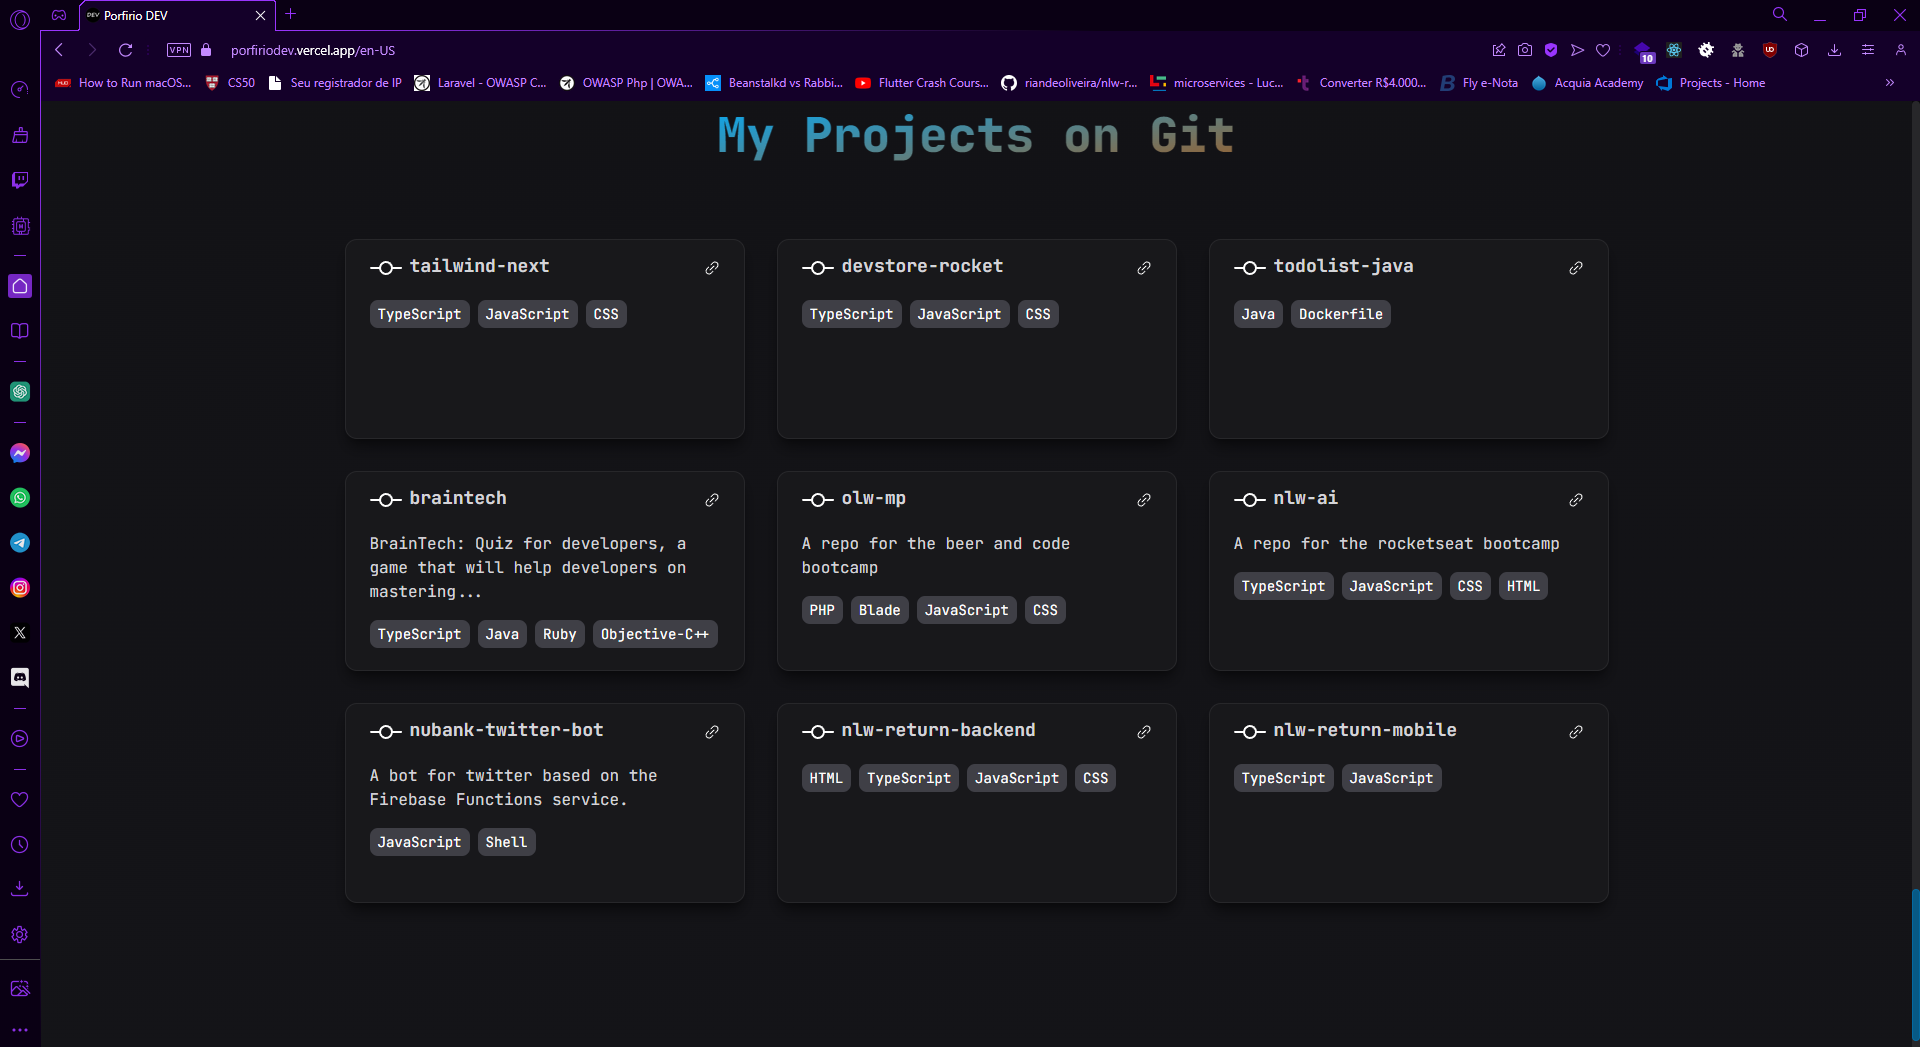 DEV Porfirio DEV
VPN porfiriodev.vercel.app/en-US
10
How to Run macOS... CS50 Seu registrador de IP Laravel - OWASP C... OWASP Php | OWA... Beanstalkd vs Rabbi... Flutter Crash Cours... riandeoliveira/nlw-r... microservices - Luc... Converter R$4.000... Fly e-Nota Acquia Academy Projects - Home
My Projects on Git
tailwind-next
TypeScript JavaScript CSS
devstore-rocket
TypeScript JavaScript CSS
todolist-java
Java Dockerfile
braintech
BrainTech: Quiz for developers, a
game that will help developers on
mastering...
TypeScript Java Ruby Objective-C++
olw-mp
A repo for the beer and code
bootcamp
PHP Blade JavaScript CSS
nlw-ai
A repo for the rocketseat bootcamp
TypeScript JavaScript CSS HTML
nubank-twitter-bot
A bot for twitter based on the
Firebase Functions service.
JavaScript Shell
nlw-return-backend
HTML TypeScript JavaScript CSS
nlw-return-mobile
TypeScript JavaScript